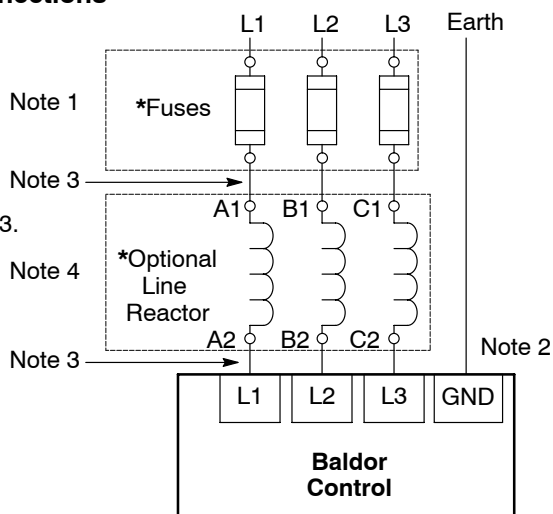 L1 L2 L3 Earth
Note 1 *Fuses
Note 3
A1 B1 C1
3.
Note 4 *Optional
Line
Reactor
A2 B2 C2
Note 3 Note 2
L1 L2 L3 GND
Baldor
Control